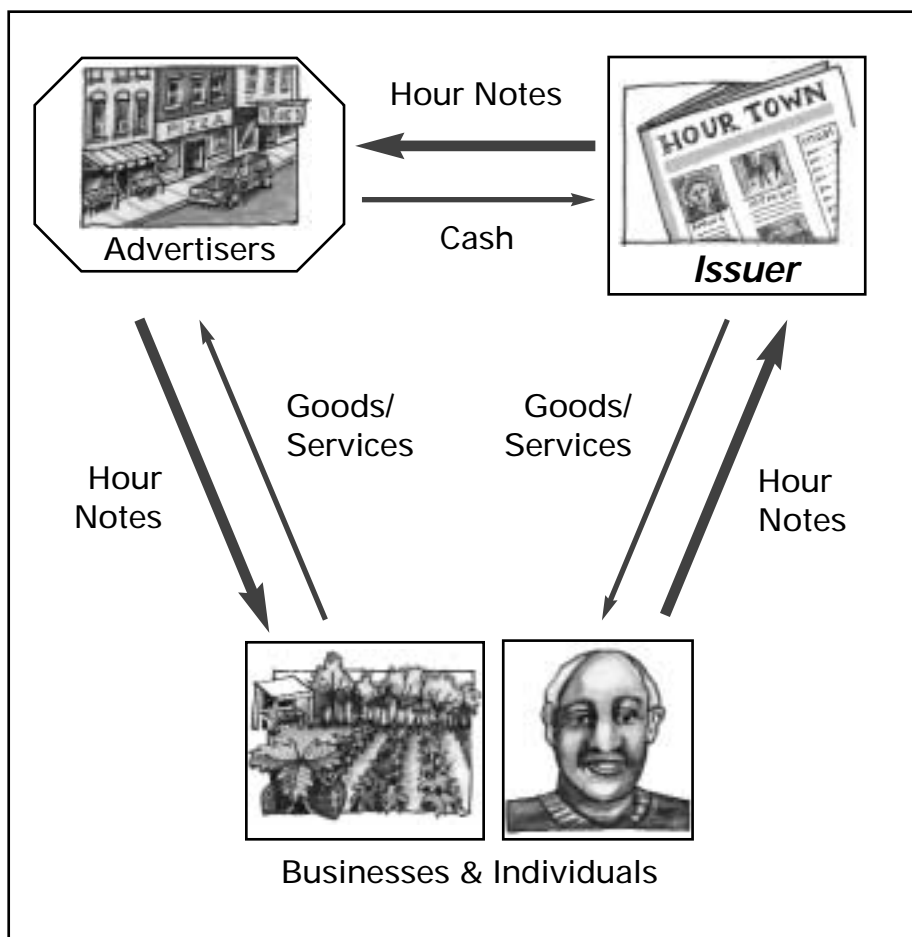 Hour Notes
HOUR TOWN
PIZZA
Cash
Advertisers
Issuer
Goods/
Services
Goods/
Services
Hour
Notes
Hour
Notes
Businesses & Individuals